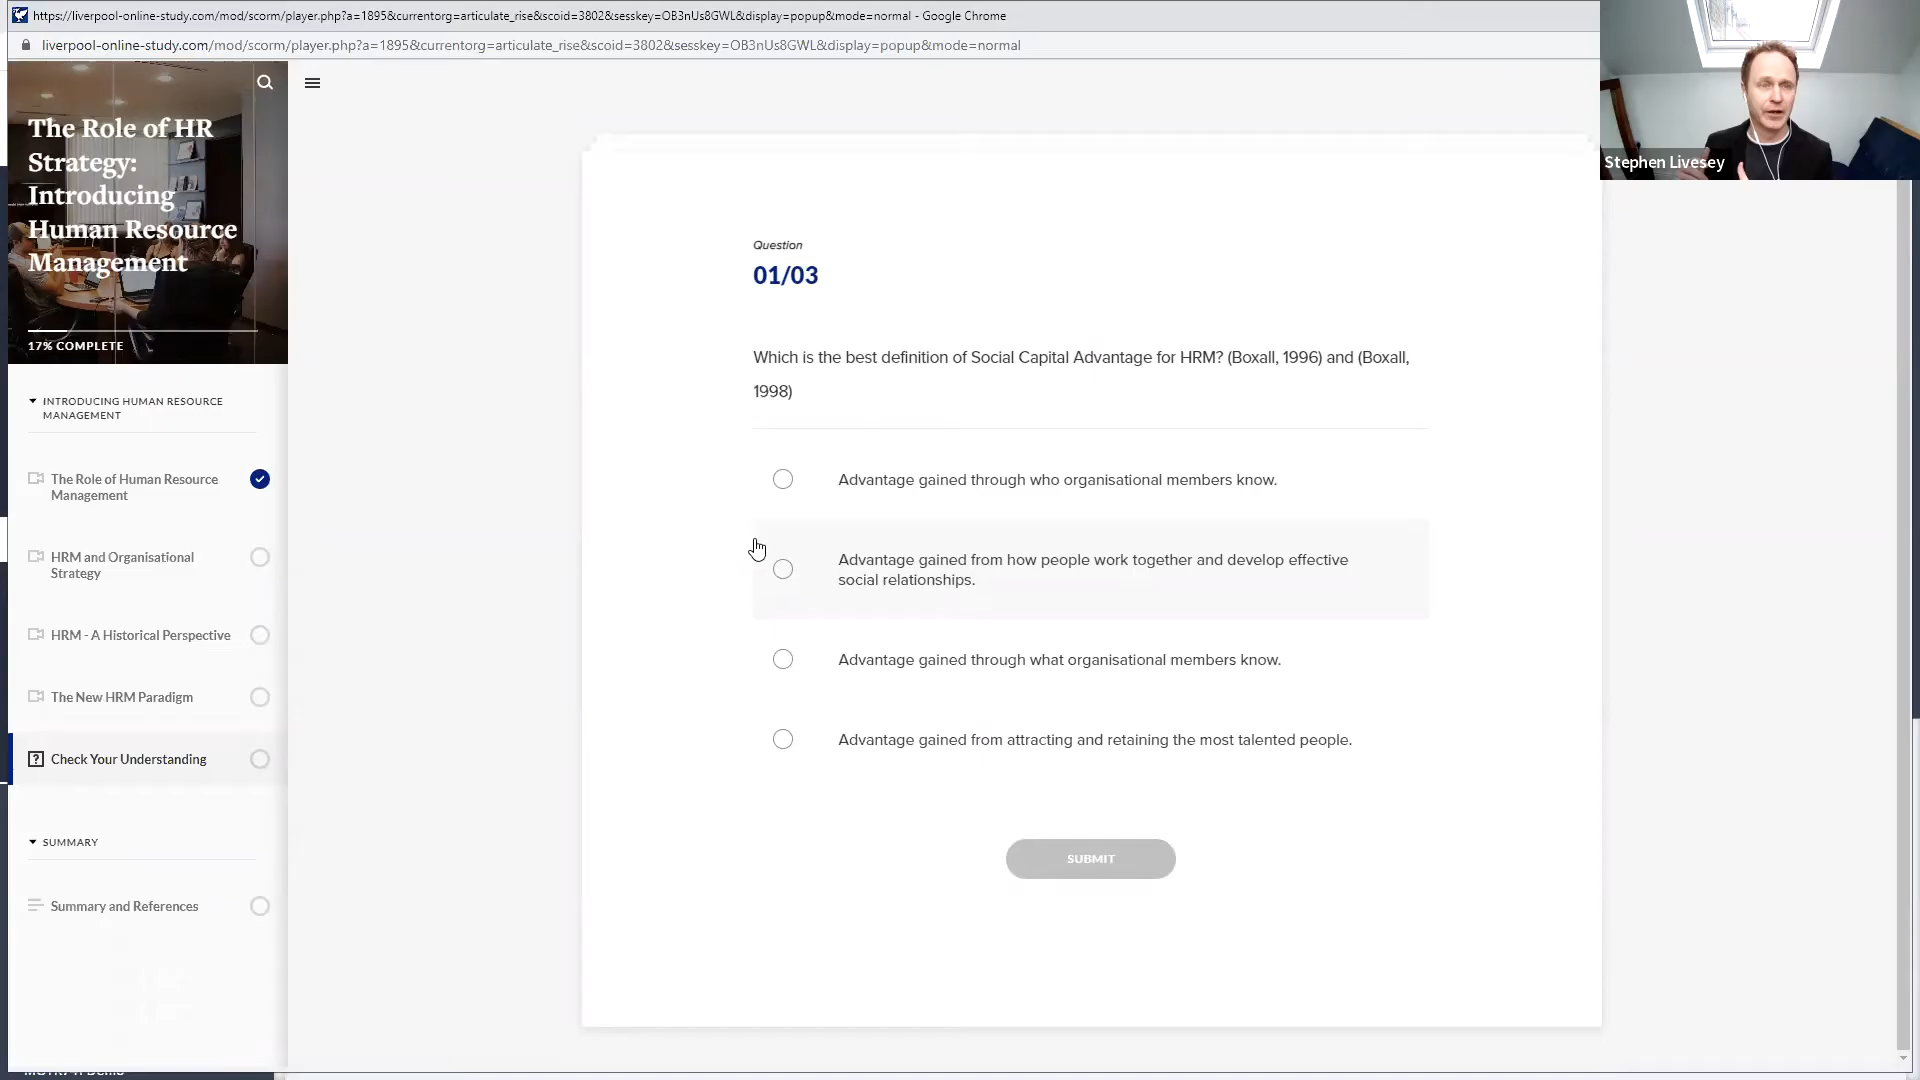 https://liverpool-online-study.com/mod/scorm/player.php?a=1895&currentorg=articulate_rise&scoid=3802&sesskey=OB3nUs8GWL&display=popup&mode=normal - Google Chrome
liverpool-online-study.com/mod/scorm/player.php?a=1895&currentorg=articulate_rise&scoid=3802&sesskey=OB3nUs8GWL&display=popup&mode=normal
Stephen Livesey
The Role of HR
Strategy:
Introducing
Human Resource
Management
17% COMPLETE
INTRODUCING HUMAN RESOURCE
MANAGEMENT
The Role of Human Resource
Management
HRM and Organisational
Strategy
HRM - A Historical Perspective
The New HRM Paradigm
Check Your Understanding
SUMMARY
Summary and References
Question
01/03
Which is the best definition of Social Capital Advantage for HRM? (Boxall, 1996) and (Boxall,
1998)
Advantage gained through who organisational members know.
Advantage gained from how people work together and develop effective
social relationships.
Advantage gained through what organisational members know.
Advantage gained from attracting and retaining the most talented people.
SUBMIT